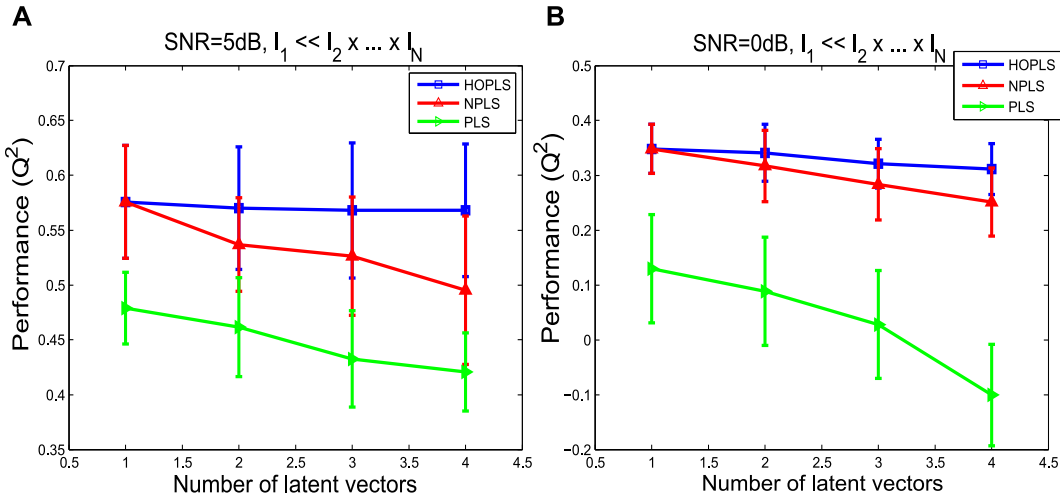 A
SNR=5dB, I1 << I2 x ... x IN
0.7
0.65
0.6
0.55
0.5
0.45
0.4
0.35
Performance (Q²)
HOPLS
NPLS
PLS
0.5 1 1.5 2 2.5 3 3.5 4 4.5
Number of latent vectors
B
SNR=0dB, I1 << I2 x ... x IN
0.5
0.4
0.3
0.2
0.1
0
−0.1
−0.2
Performance (Q²)
HOPLS
NPLS
PLS
0.5 1 1.5 2 2.5 3 3.5 4 4.5
Number of latent vectors